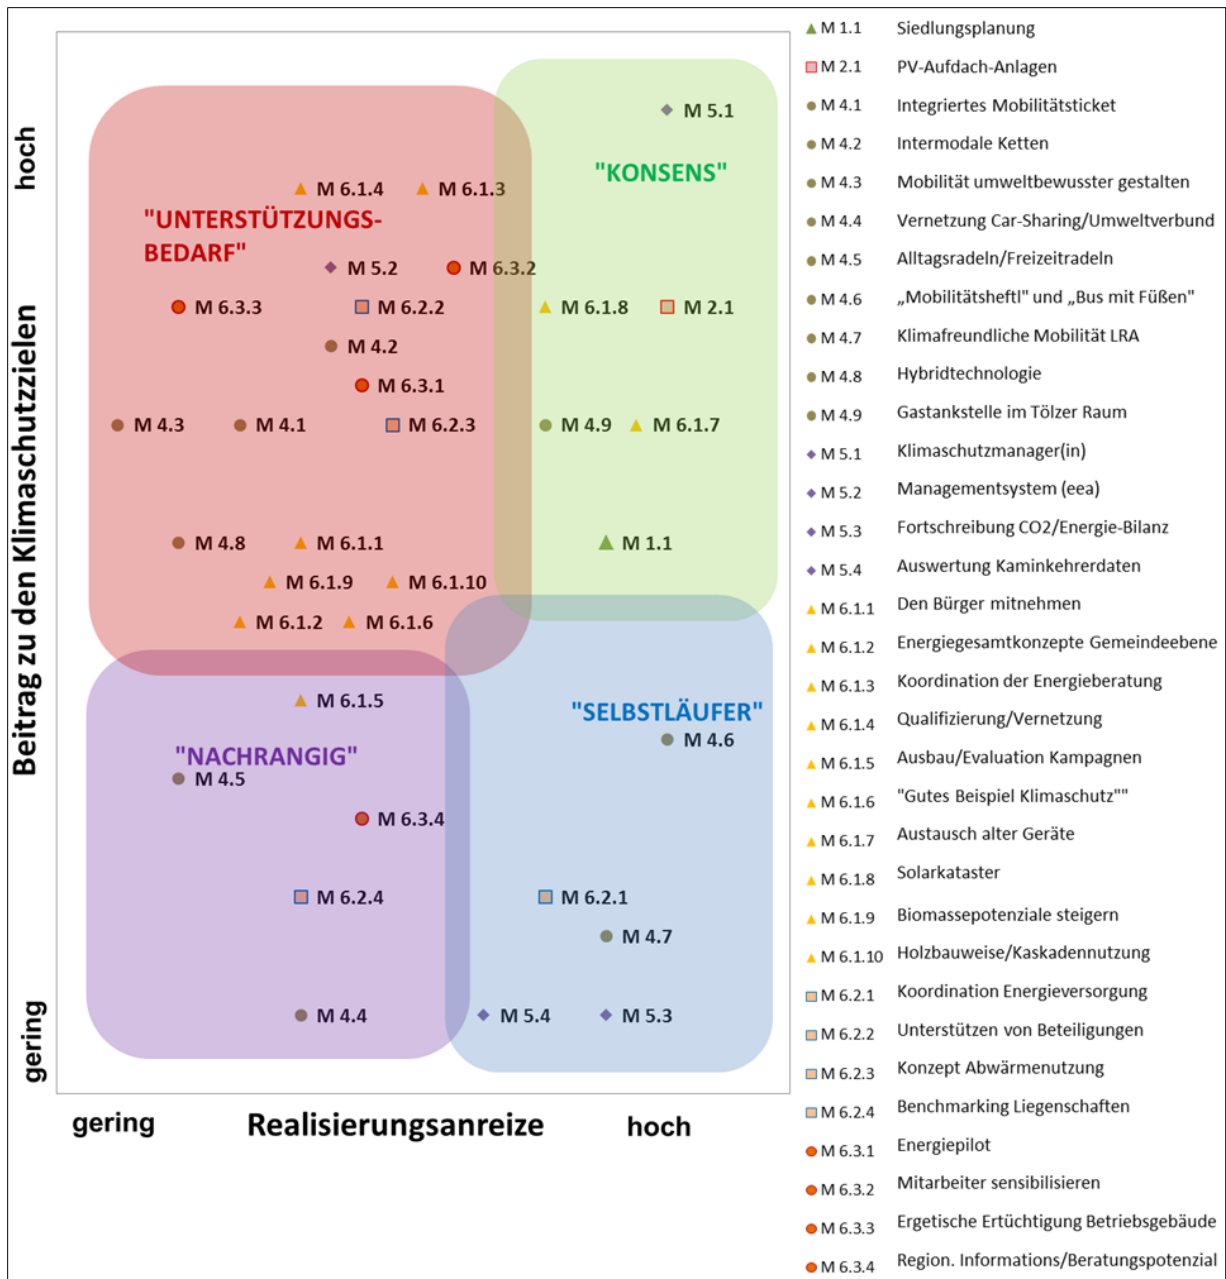 hoch
Beitrag zu den Klimaschutzzielen
gering
M 5.1
"KONSENS"
M 6.1.4
M 6.1.3
"UNTERSTÜTZUNGS-
BEDARF"
M 5.2
M 6.3.2
M 6.3.3
M 6.2.2
M 6.1.8
M 2.1
M 4.2
M 6.3.1
M 4.3
M 4.1
M 6.2.3
M 4.9
M 6.1.7
M 4.8
M 6.1.1
M 1.1
M 6.1.9
M 6.1.10
M 6.1.2
M 6.1.6
M 6.1.5
"SELBSTLÄUFER"
M 4.6
"NACHRANGIG"
M 4.5
M 6.3.4
M 6.2.4
M 6.2.1
M 4.7
M 4.4
M 5.4
M 5.3
gering
Realisierungsanreize
hoch
M 1.1 Siedlungsplanung
M 2.1 PV-Aufdach-Anlagen
M 4.1 Integriertes Mobilitätsticket
M 4.2 Intermodale Ketten
M 4.3 Mobilität umweltbewusster gestalten
M 4.4 Vernetzung Car-Sharing/Umweltverbund
M 4.5 Alltagsradeln/Freizeitradeln
M 4.6 „Mobilitätsheftl" und „Bus mit Füßen"
M 4.7 Klimafreundliche Mobilität LRA
M 4.8 Hybridtechnologie
M 4.9 Gastankstelle im Tölzer Raum
M 5.1 Klimaschutzmanager(in)
M 5.2 Managementsystem (eea)
M 5.3 Fortschreibung CO2/Energie-Bilanz
M 5.4 Auswertung Kaminkehrerdaten
M 6.1.1 Den Bürger mitnehmen
M 6.1.2 Energiegesamtkonzepte Gemeindeebene
M 6.1.3 Koordination der Energieberatung
M 6.1.4 Qualifizierung/Vernetzung
M 6.1.5 Ausbau/Evaluation Kampagnen
M 6.1.6 "Gutes Beispiel Klimaschutz""
M 6.1.7 Austausch alter Geräte
M 6.1.8 Solarkataster
M 6.1.9 Biomassepotenziale steigern
M 6.1.10 Holzbauweise/Kaskadennutzung
M 6.2.1 Koordination Energieversorgung
M 6.2.2 Unterstützen von Beteiligungen
M 6.2.3 Konzept Abwärmenutzung
M 6.2.4 Benchmarking Liegenschaften
M 6.3.1 Energiepilot
M 6.3.2 Mitarbeiter sensibilisieren
M 6.3.3 Ergetische Ertüchtigung Betriebsgebäude
M 6.3.4 Region. Informations/Beratungspotenzial